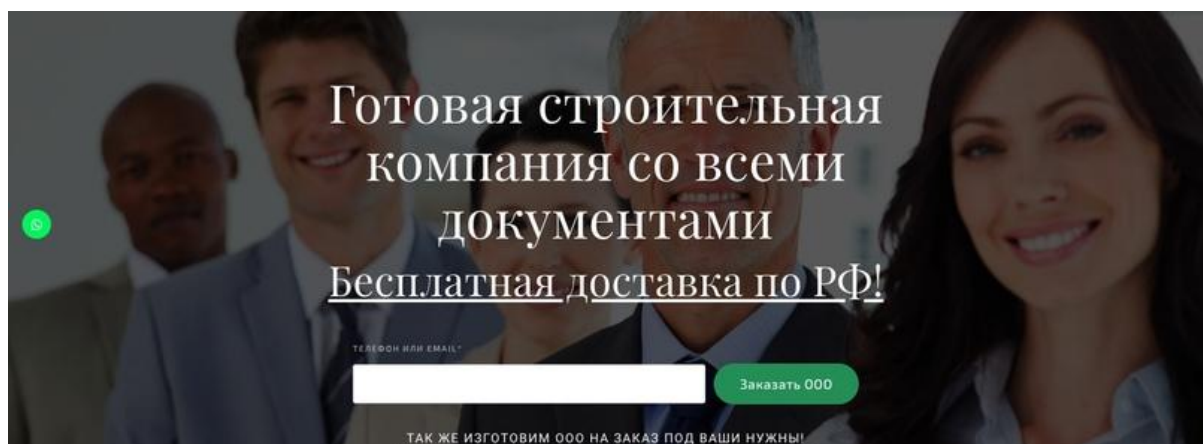 Готовая строительная
компания со всеми
документами
Бесплатная доставка по РФ!
ТЕЛЕФОН ИЛИ EMAIL*
Заказать ООО
ТАК ЖЕ ИЗГОТОВИМ ООО НА ЗАКАЗ ПОД ВАШИ НУЖНЫ!